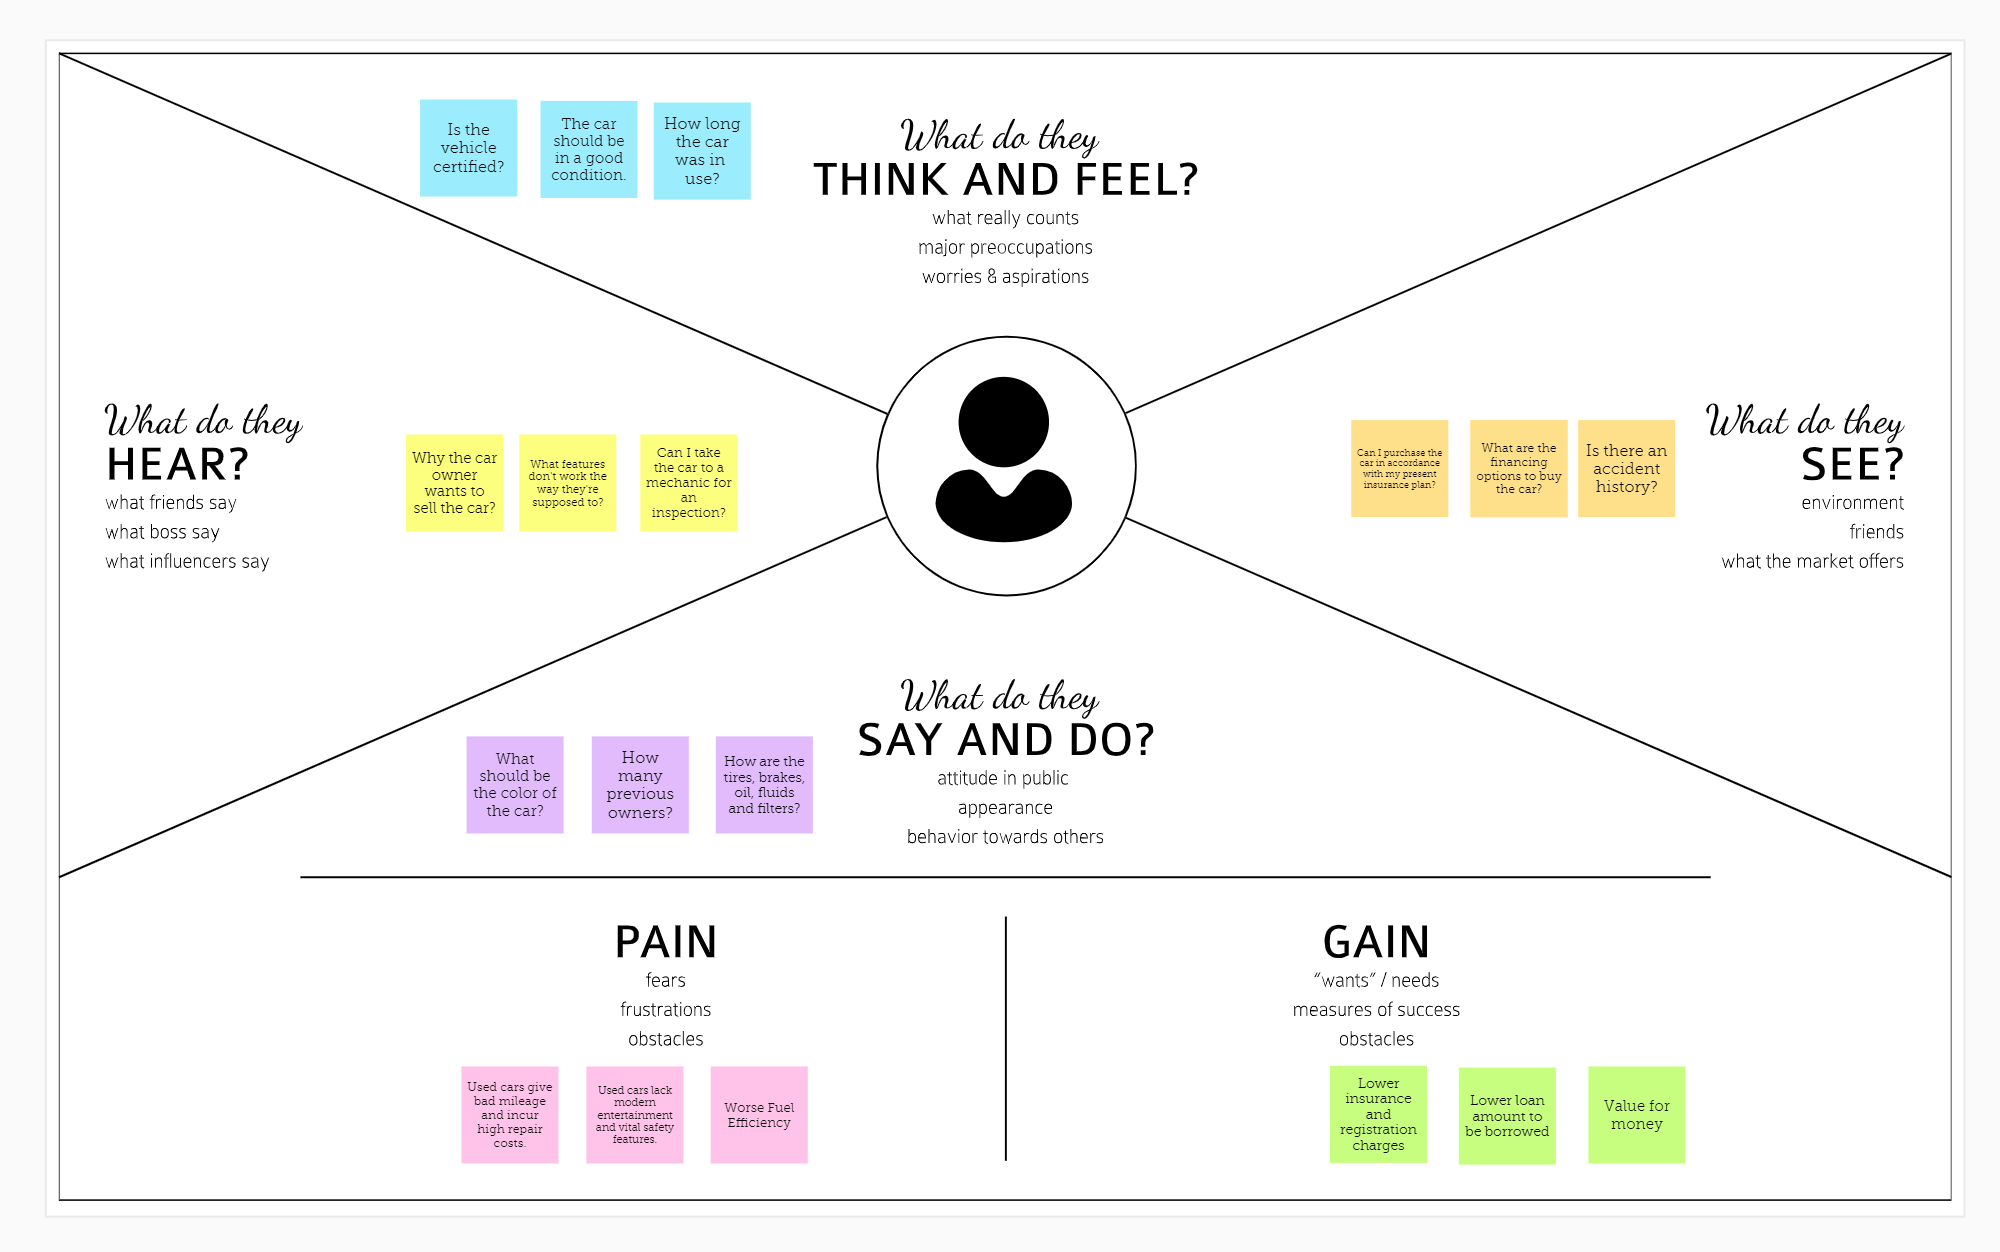 Is the
vehicle
certified?
The car
should be
in a good
condition.
How long
the car
was in
use?
What do they
THINK AND FEEL?
what really counts
major preoccupations
worries & aspirations
What do they
HEAR?
what friends say
what boss say
what influencers say
Why the car
owner
wants to
sell the car?
What features
don't work the
way they're
supposed to?
Can I take
the car to a
mechanic for
an
inspection?
Can I purchase the
car in accordance
with my present
insurance plan?
What are the
financing
options to buy
the car?
Is there an
accident
history?
What do they
SEE?
environment
friends
what the market offers
What
should be
the color of
the car?
How
many
previous
owners?
How are the
tires, brakes,
oil, fluids
and filters?
What do they
SAY AND DO?
attitude in public
appearance
behavior towards others
PAIN
fears
frustrations
obstacles
Used cars give
bad mileage
and incur
high repair
costs.
Used cars lack
modern
entertainment
and vital safety
features.
Worse Fuel
Efficiency
GAIN
“wants” / needs
measures of success
obstacles
Lower
insurance
and
registration
charges
Lower loan
amount to
be borrowed
Value for
money